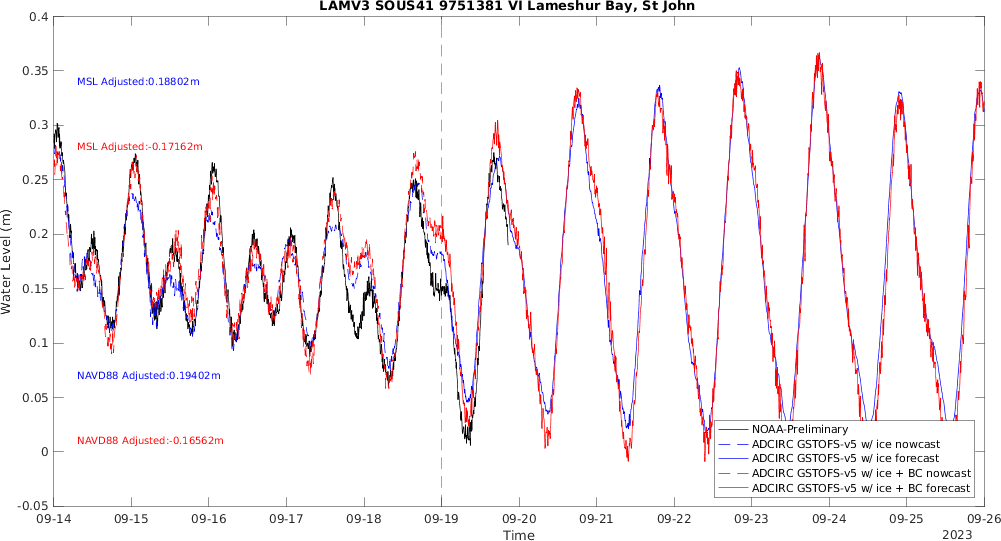 LAMV3 SOUS41 9751381 VI Lameshur Bay, St John
0.4
0.35
0.3
0.25
0.2
0.15
0.1
0.05
0
-0.05
Water Level (m)
MSL Adjusted:0.18802m
MSL Adjusted:-0.17162m
NAVD88 Adjusted:0.19402m
NAVD88 Adjusted:-0.16562m
NOAA-Preliminary
ADCIRC GSTOFS-v5 w/ ice nowcast
ADCIRC GSTOFS-v5 w/ ice forecast
ADCIRC GSTOFS-v5 w/ ice + BC nowcast
ADCIRC GSTOFS-v5 w/ ice + BC forecast
09-14 09-15 09-16 09-17 09-18 09-19 09-20 09-21 09-22 09-23 09-24 09-25 09-26
Time
2023